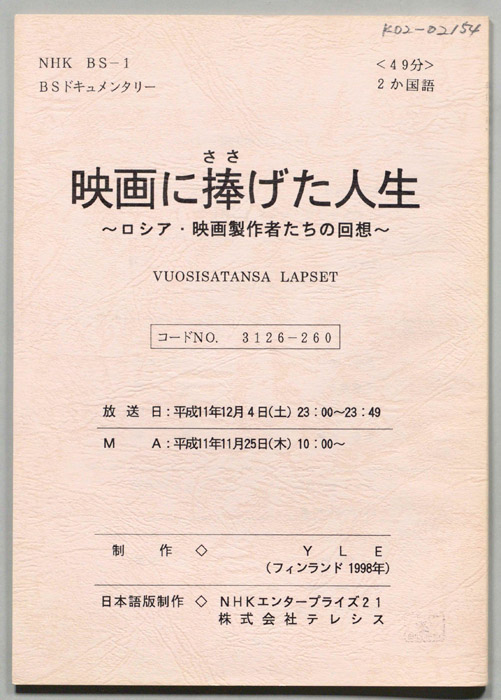 K02-02154
NHK BS-1
<49分>
BSドキュメンタリー
2か国語
ささ
映画に捧げた人生
~ロシア・映画製作者たちの回想~
VUOSISATANSA LAPSET
コードNO. 3126-260
放送日:平成11年12月4日(土) 23:00~23:49
M A:平成11年11月25日(木) 10:00~
制作◇ YLE
(フィンランド 1998年)
日本語版制作◇ NHKエンタープライズ21
株式会社テレシス